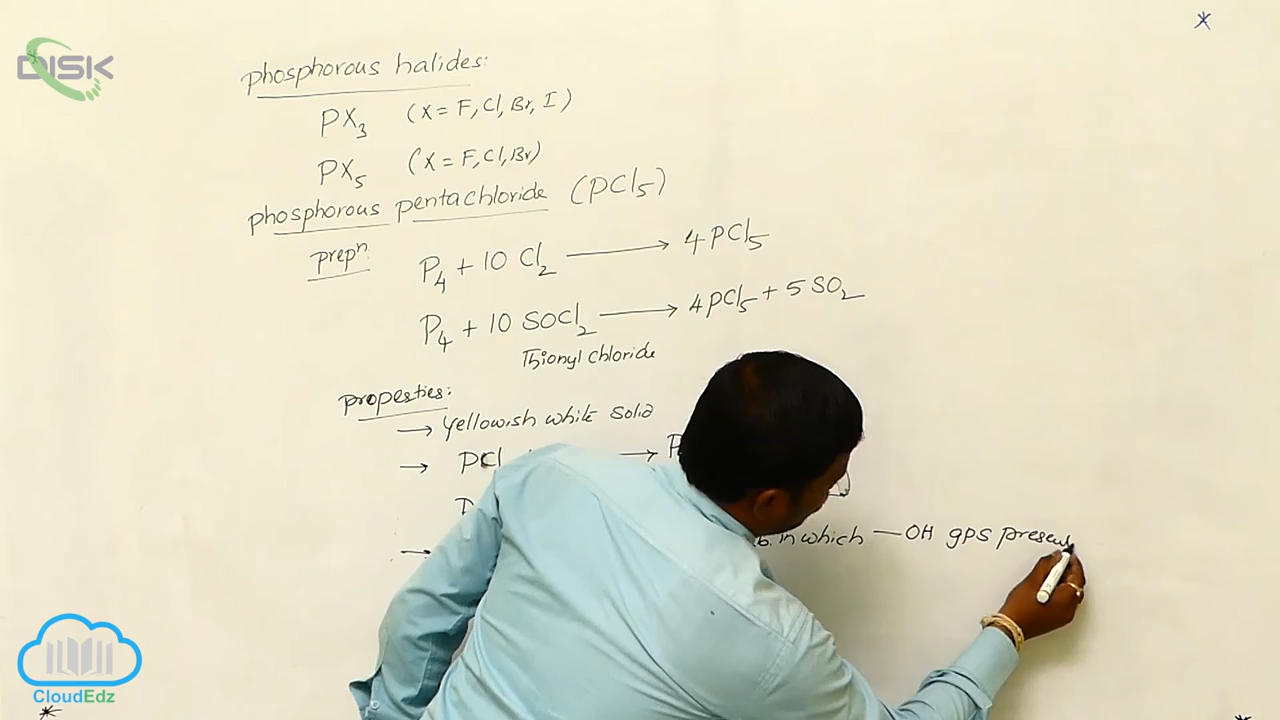 DISK
phosphorous halides:
PX₃ (X = F, Cl, Br, I)
PX₅ (X = F, Cl, Br)
phosphorous pentachloride (PCl₅)
prepⁿ.
P₄ + 10 Cl₂ → 4 PCl₅
P₄ + 10 SOCl₂ → 4 PCl₅ + 5 SO₂
Thionyl chloride
properties:
→ yellowish white solid
→ PCl →
→ in which — OH gps present
CloudEdz